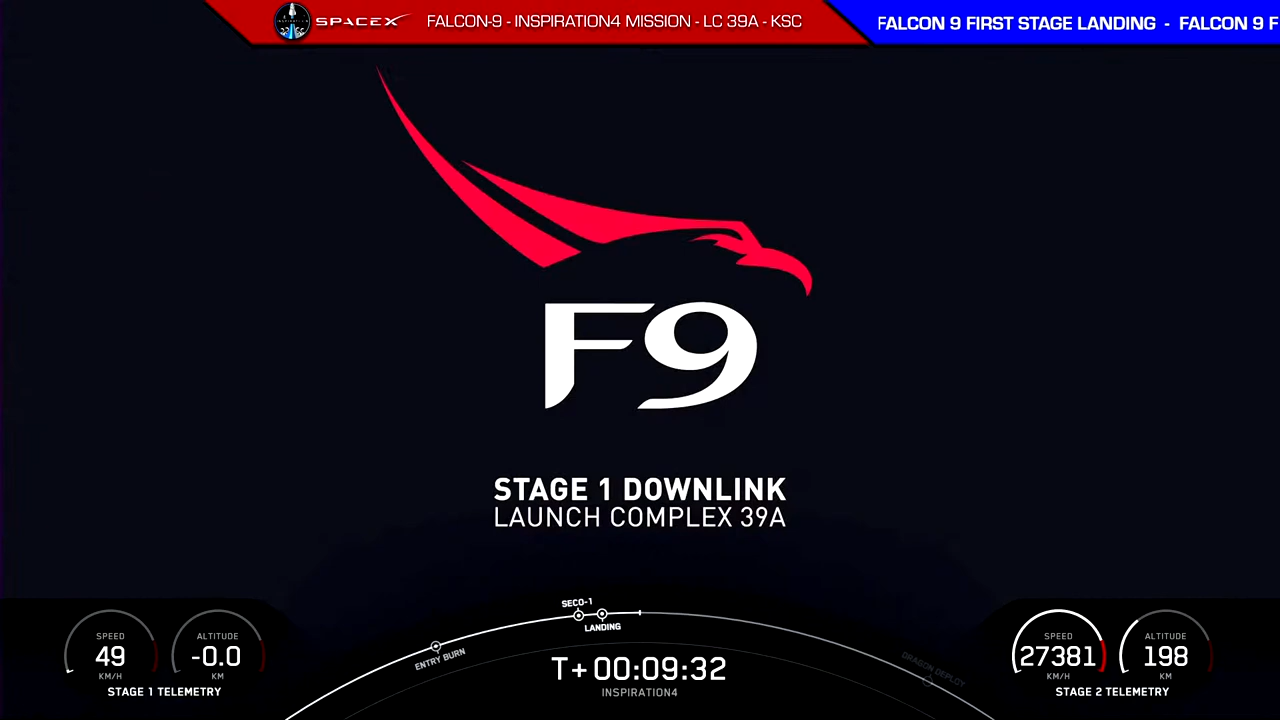 SPACEX FALCON-9 - INSPIRATION4 MISSION - LC 39A - KSC
FALCON 9 FIRST STAGE LANDING - FALCON 9 F
F9
STAGE 1 DOWNLINK
LAUNCH COMPLEX 39A
SPEED
49
KM/H
ALTITUDE
-0.0
KM
STAGE 1 TELEMETRY
ENTRY BURN
SECO-1
LANDING
DRAGON DEPLOY
T+ 00:09:32
INSPIRATION4
SPEED
27381
KM/H
ALTITUDE
198
KM
STAGE 2 TELEMETRY